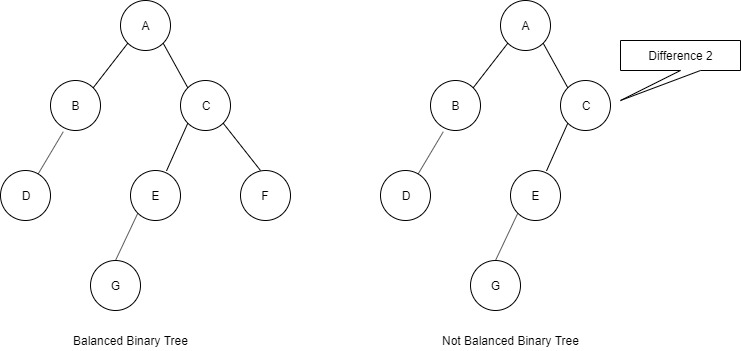 A
A
Difference 2
B
C
B
C
D
E
F
D
E
G
G
Balanced Binary Tree
Not Balanced Binary Tree